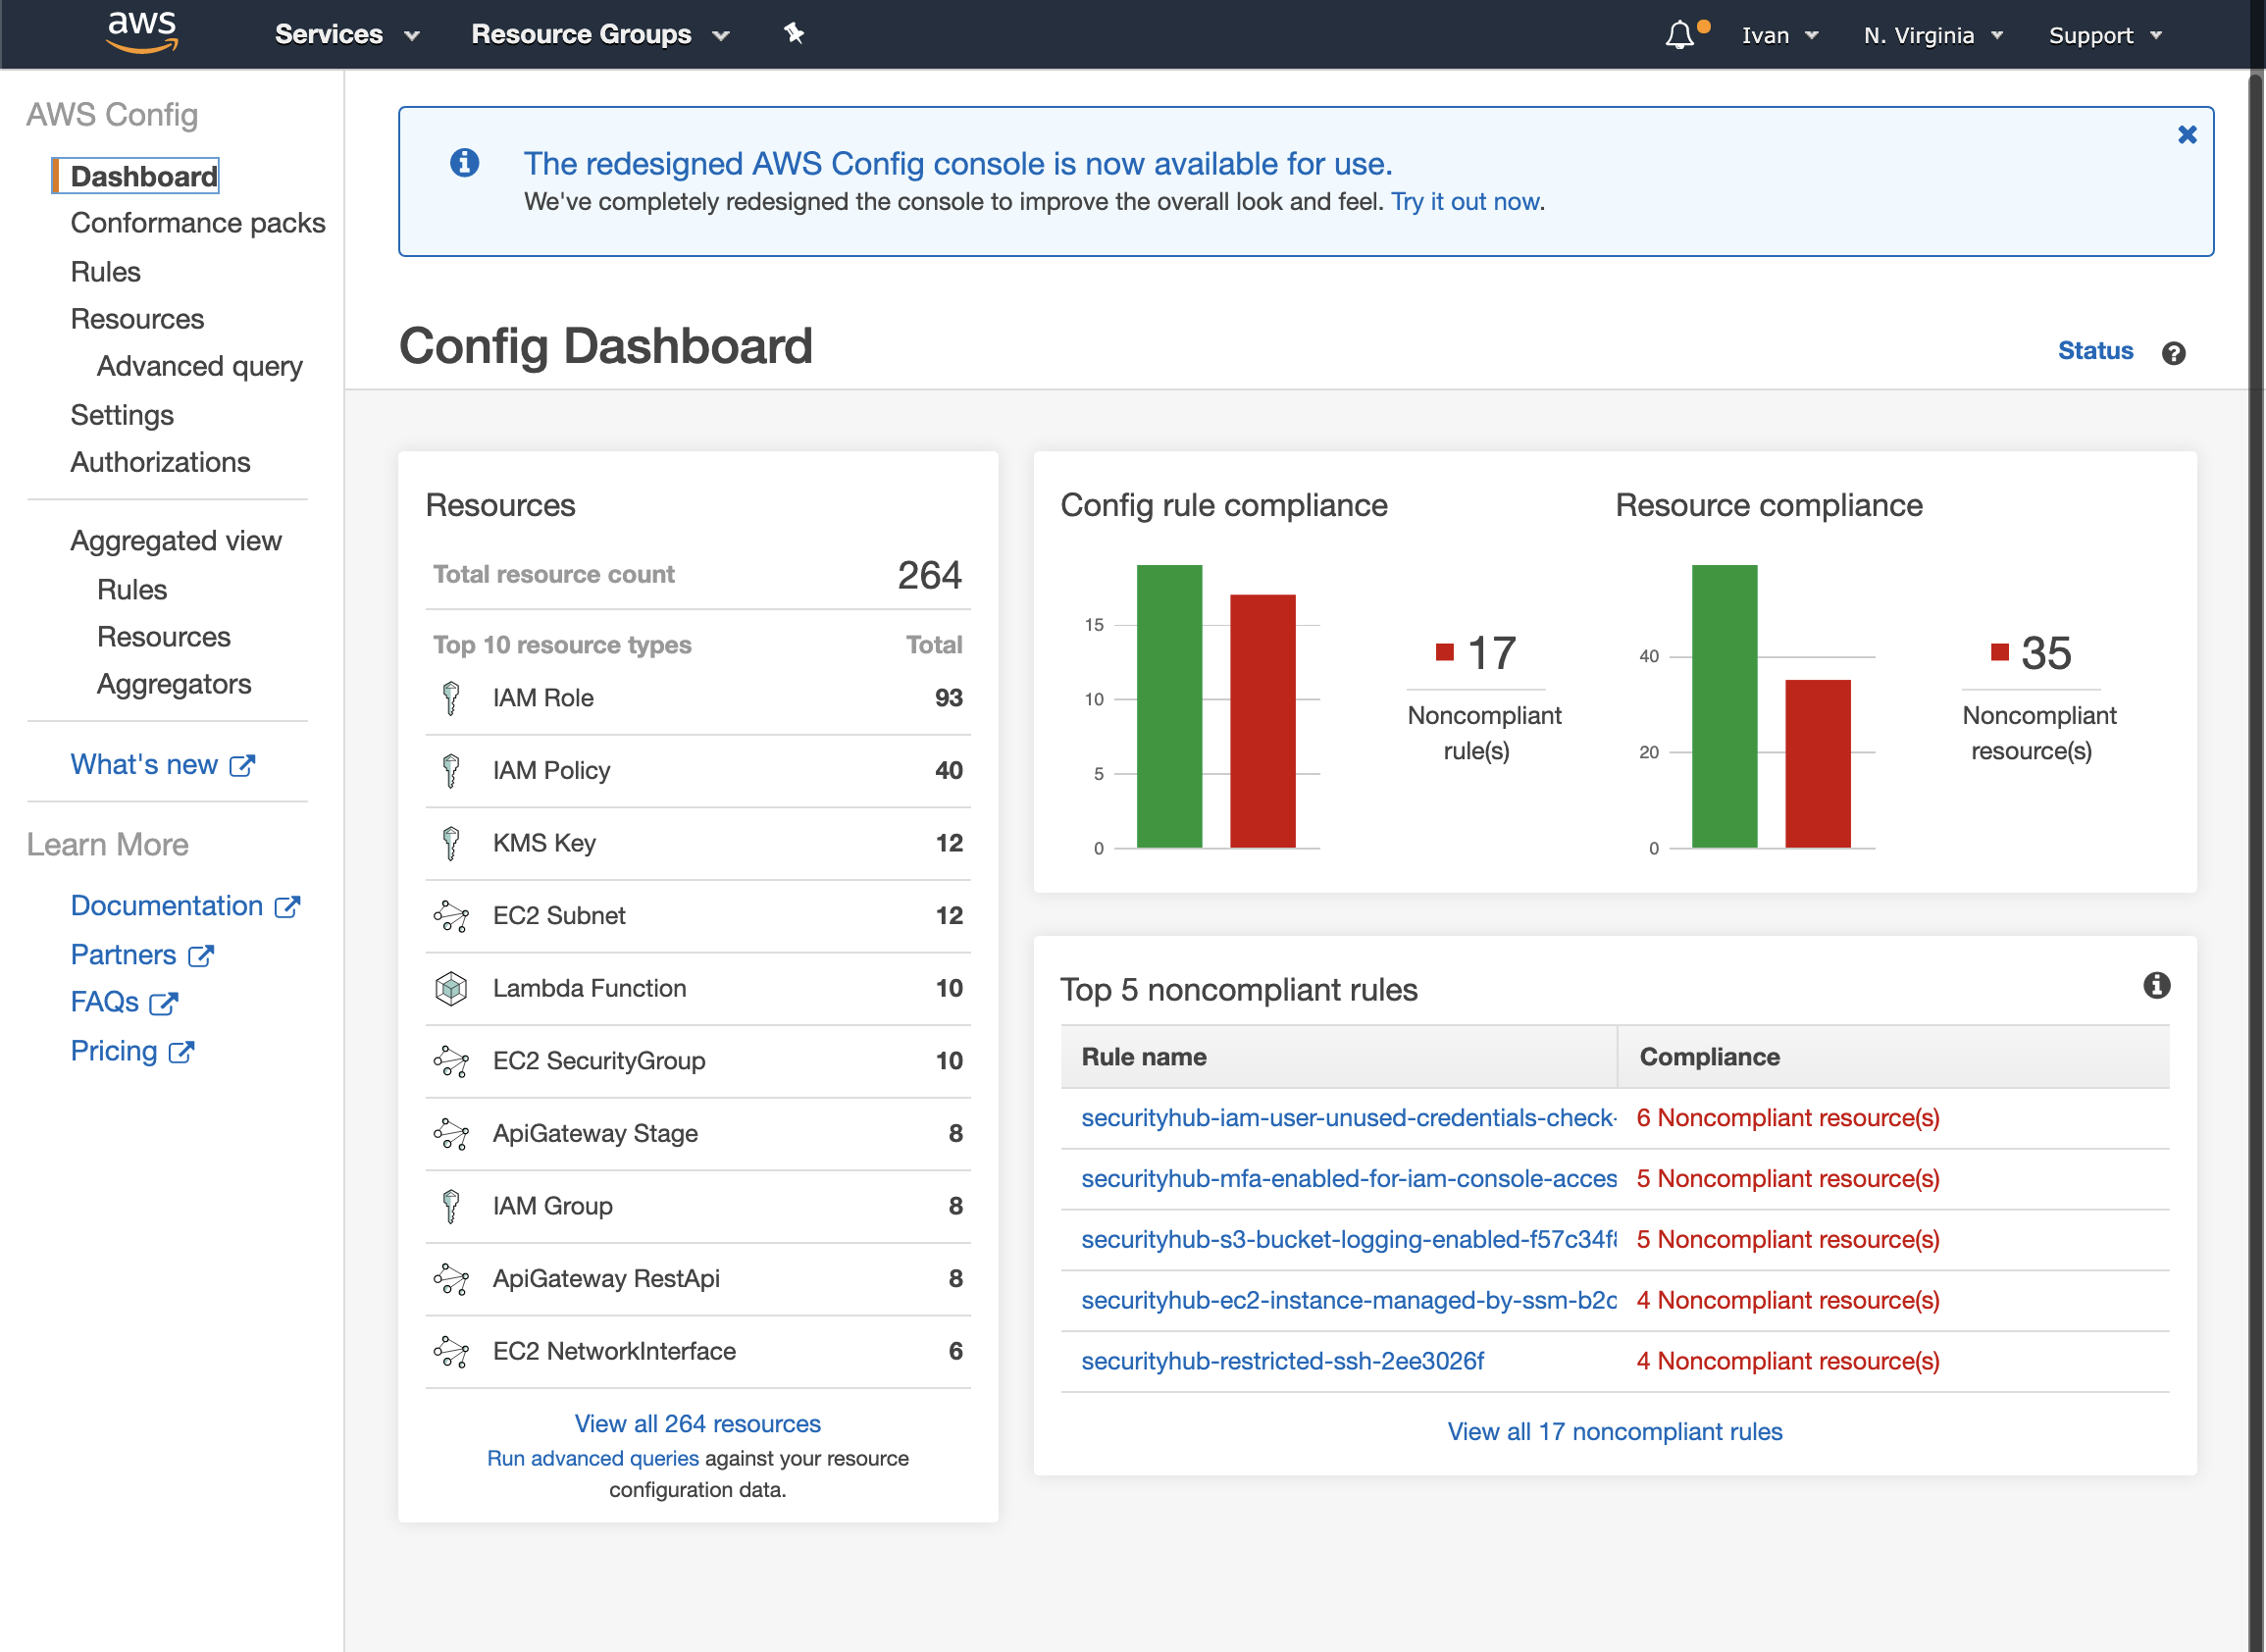 aws
Services
Resource Groups
Ivan
N. Virginia
Support
AWS Config
Dashboard
Conformance packs
Rules
Resources
Advanced query
Settings
Authorizations
Aggregated view
Rules
Resources
Aggregators
What's new
Learn More
Documentation
Partners
FAQs
Pricing
The redesigned AWS Config console is now available for use.
We've completely redesigned the console to improve the overall look and feel. Try it out now.
Config Dashboard
Status
Resources
Total resource count 264
Top 10 resource types Total
IAM Role 93
IAM Policy 40
KMS Key 12
EC2 Subnet 12
Lambda Function 10
EC2 SecurityGroup 10
ApiGateway Stage 8
IAM Group 8
ApiGateway RestApi 8
EC2 NetworkInterface 6
View all 264 resources
Run advanced queries against your resource
configuration data.
Config rule compliance
15
10
5
0
17
Noncompliant
rule(s)
Resource compliance
40
20
0
35
Noncompliant
resource(s)
Top 5 noncompliant rules
Rule name Compliance
securityhub-iam-user-unused-credentials-check- 6 Noncompliant resource(s)
securityhub-mfa-enabled-for-iam-console-acces 5 Noncompliant resource(s)
securityhub-s3-bucket-logging-enabled-f57c34f 5 Noncompliant resource(s)
securityhub-ec2-instance-managed-by-ssm-b2c 4 Noncompliant resource(s)
securityhub-restricted-ssh-2ee3026f 4 Noncompliant resource(s)
View all 17 noncompliant rules